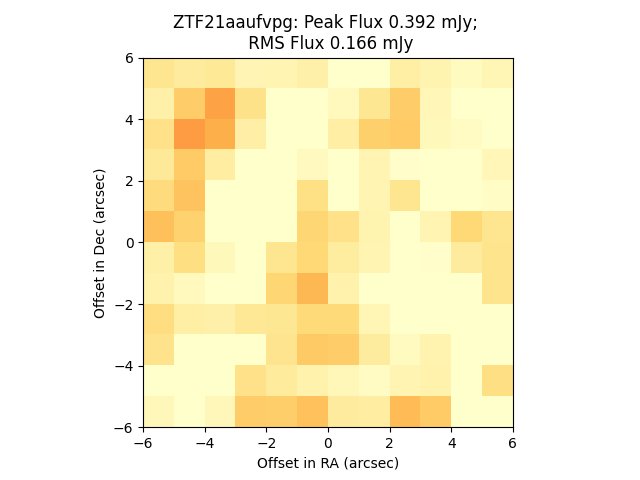 ZTF21aaufvpg: Peak Flux 0.392 mJy;
RMS Flux 0.166 mJy
6
4
2
0
−2
−4
−6
Offset in Dec (arcsec)
−6 −4 −2 0 2 4 6
Offset in RA (arcsec)